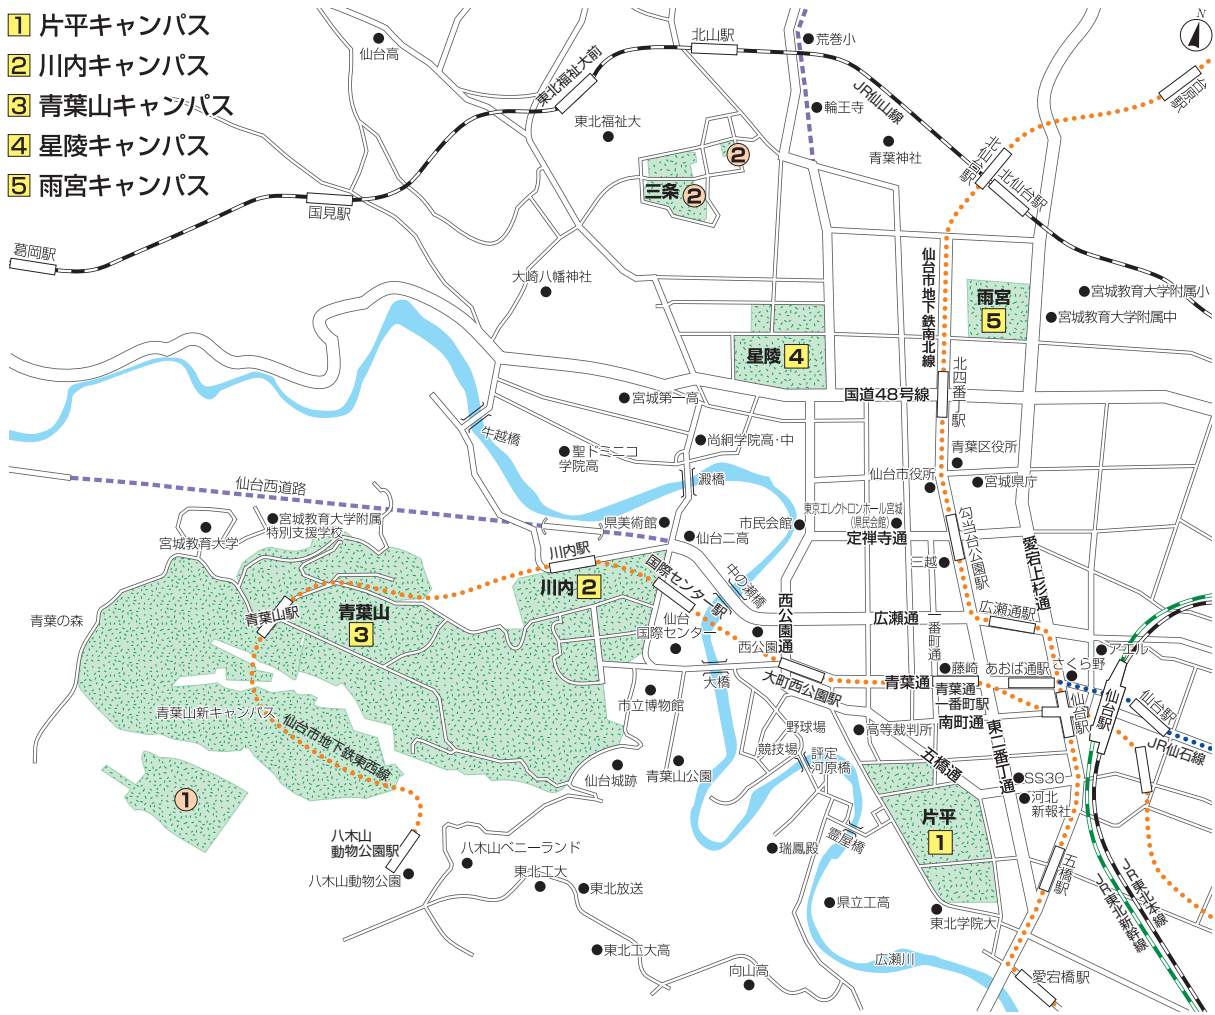 1 片平キャンパス
2 川内キャンパス
3 青葉山キャンパス
4 星陵キャンパス
5 雨宮キャンパス
N
仙台高
東北福祉大前
北山駅
荒巻小
台原駅
JR仙山線
輪王寺
東北福祉大
青葉神社
北仙台駅
北仙台駅
2
三条 2
国見駅
葛岡駅
大崎八幡神社
仙台市地下鉄南北線
雨宮
5
宮城教育大学附属小
宮城教育大学附属中
星陵 4
国道48号線
北四番丁駅
宮城第一高
牛越橋
聖ドミニコ
学院高
尚絅学院高・中
澱橋
青葉区役所
仙台市役所
宮城県庁
仙台西道路
東京エレクトロンホール宮城
(県民会館)
県美術館
市民会館
定禅寺通
勾当台公園駅
仙台二高
宮城教育大学附属
特別支援学校
宮城教育大学
川内駅
川内 2
国際センター駅
中の瀬橋
三越
愛宕上杉通
西公園通
広瀬通
一番町通
広瀬通駅
青葉の森
青葉山駅
青葉山
3
仙台
国際センター
西公園
アエル
大橋
大町西公園駅
青葉通
藤崎
あおば通駅
さくら野
青葉通
一番町駅
仙台駅
仙台駅
仙台駅
JR仙石線
市立博物館
南町通
東二番丁通
青葉山新キャンパス
仙台市地下鉄東西線
野球場
競技場
評定
河原橋
高等裁判所
五橋通
仙台城跡
青葉山公園
SS30
河北
新報社
1
片平
1
八木山
動物公園駅
八木山ベニーランド
瑞鳳殿
霊屋橋
五橋駅
八木山動物公園
東北工大
東北放送
県立工高
東北学院大
JR東北本線
JR東北新幹線
東北工大高
向山高
広瀬川
愛宕橋駅